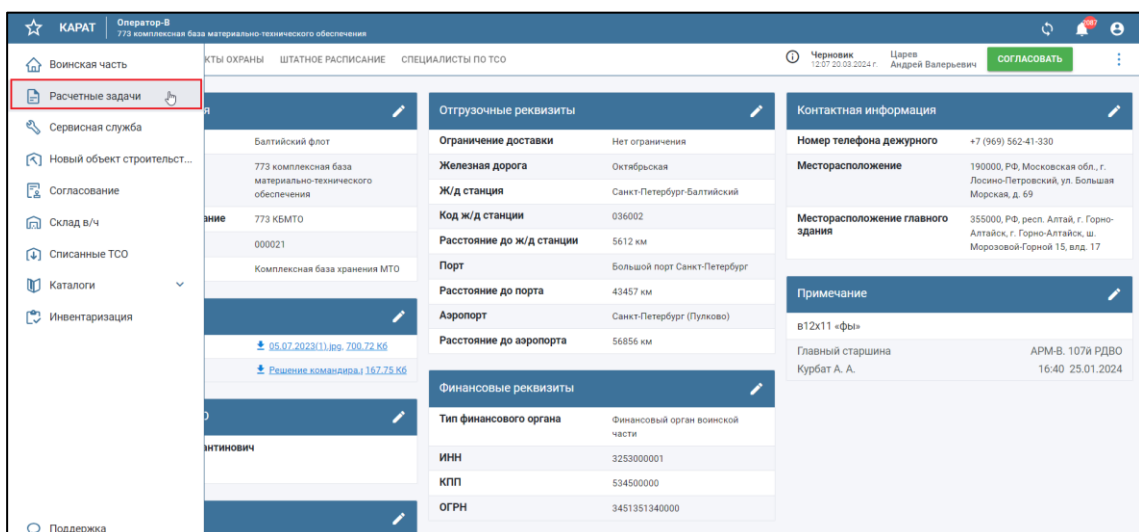 КАРАТ
Оператор-В
773 комплексная база материально-технического обеспечения
2087
Воинская часть
Расчетные задачи
Сервисная служба
Новый объект строительст...
Согласование
Склад в/ч
Списанные ТСО
Каталоги
Инвентаризация
Поддержка
КТЫ ОХРАНЫ ШТАТНОЕ РАСПИСАНИЕ СПЕЦИАЛИСТЫ ПО ТСО
Черновик
12:07 20.03.2024 г.
Царев
Андрей Валерьевич
СОГЛАСОВАТЬ
я
Балтийский флот
773 комплексная база
материально-технического
обеспечения
ание 773 КБМТО
000021
Комплексная база хранения МТО
05.07.2023(1).jpg, 700.72 Кб
Решение командира.j 167.75 Кб
О
антинович
Отгрузочные реквизиты
Ограничение доставки Нет ограничения
Железная дорога Октябрьская
Ж/д станция Санкт-Петербург-Балтийский
Код ж/д станции 036002
Расстояние до ж/д станции 5612 км
Порт Большой порт Санкт-Петербург
Расстояние до порта 43457 км
Аэропорт Санкт-Петербург (Пулково)
Расстояние до аэропорта 56856 км
Финансовые реквизиты
Тип финансового органа Финансовый орган воинской
части
ИНН 3253000001
КПП 534500000
ОГРН 3451351340000
Контактная информация
Номер телефона дежурного +7 (969) 562-41-330
Месторасположение 190000, РФ, Московская обл., г.
Лосино-Петровский, ул. Большая
Морская, д. 69
Месторасположение главного
здания
355000, РФ, респ. Алтай, г. Горно-
Алтайск, г. Горно-Алтайск, ш.
Морозовой-Горной 15, влд. 17
Примечание
в12х11 «фы»
Главный старшина АРМ-В. 107й РДВО
Курбат А. А. 16:40 25.01.2024